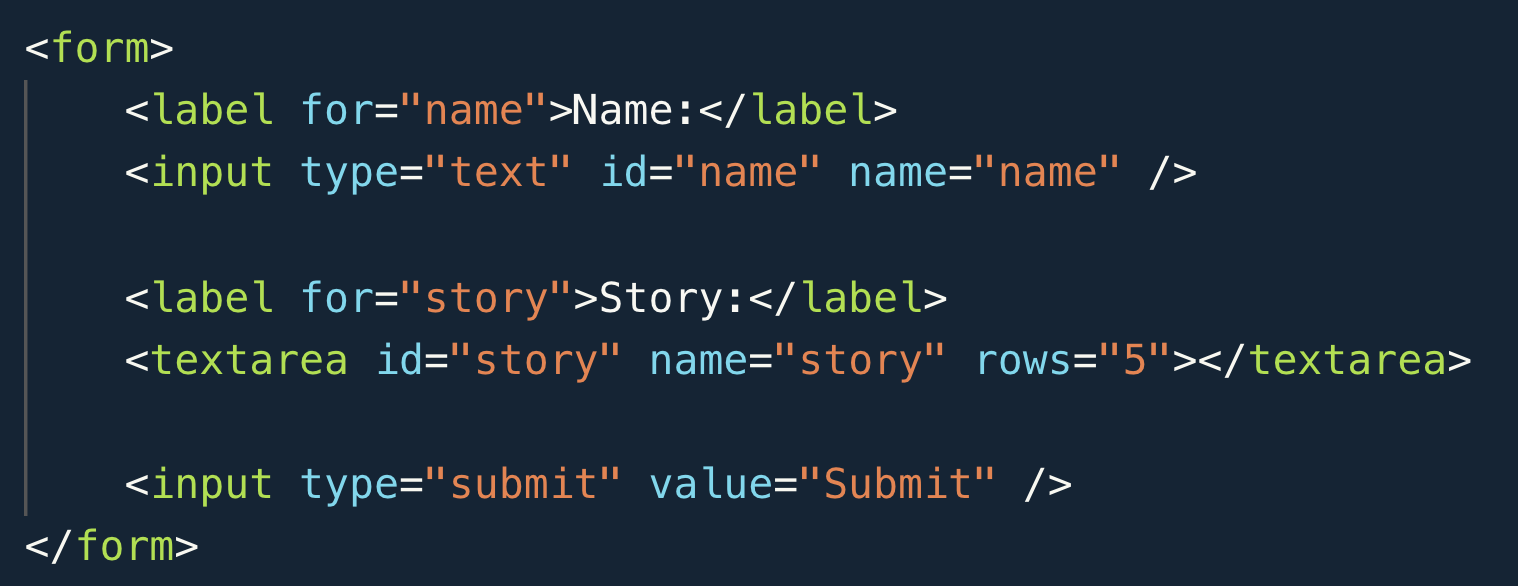 <form>
<label for="name">Name:</label>
<input type="text" id="name" name="name" />
<label for="story">Story:</label>
<textarea id="story" name="story" rows="5"></textarea>
<input type="submit" value="Submit" />
</form>